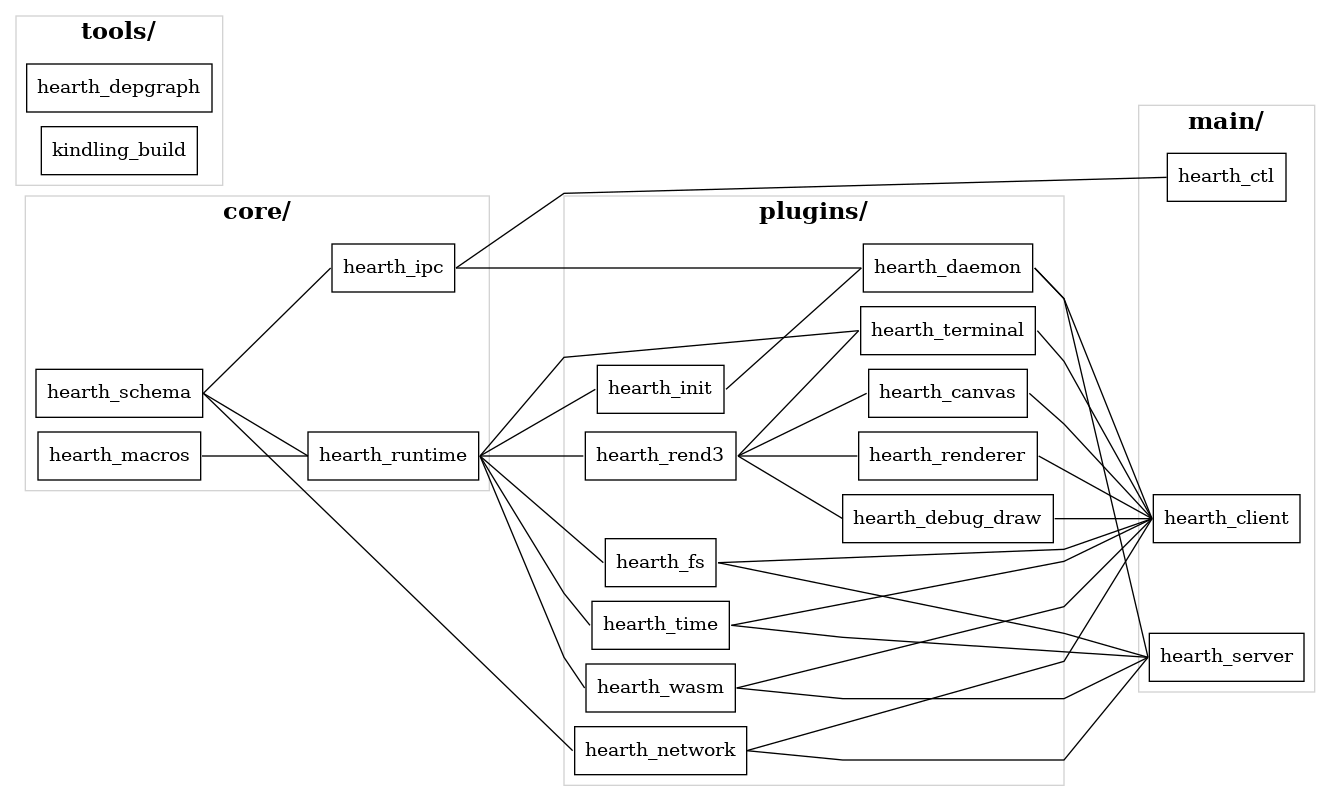 tools/
hearth_depgraph
kindling_build
core/
hearth_ipc
hearth_schema
hearth_macros
hearth_runtime
plugins/
hearth_init
hearth_rend3
hearth_fs
hearth_time
hearth_wasm
hearth_network
hearth_daemon
hearth_terminal
hearth_canvas
hearth_renderer
hearth_debug_draw
main/
hearth_ctl
hearth_client
hearth_server